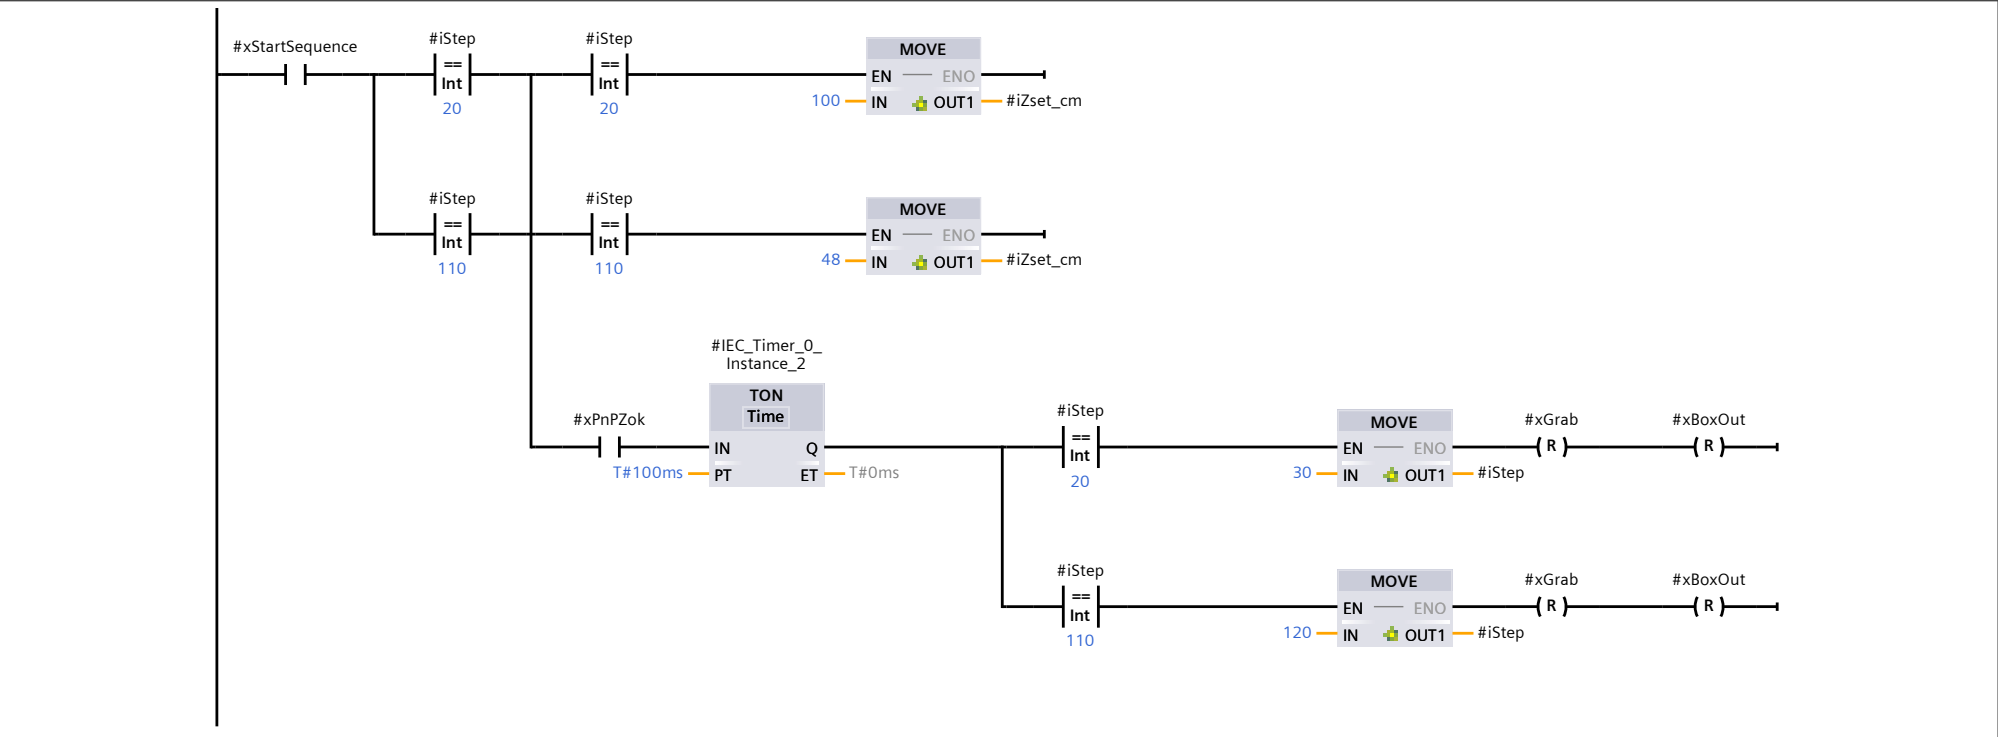 #xStartSequence
#iStep
==
Int
20
#iStep
==
Int
20
MOVE
EN ENO
100 IN OUT1 #iZset_cm
#iStep
==
Int
110
#iStep
==
Int
110
MOVE
EN ENO
48 IN OUT1 #iZset_cm
#IEC_Timer_0_
Instance_2
TON
Time
#xPnPZok
IN Q
T#100ms PT ET T#0ms
#iStep
==
Int
20
MOVE
EN ENO
30 IN OUT1 #iStep
#xGrab
R
#xBoxOut
R
#iStep
==
Int
110
MOVE
EN ENO
120 IN OUT1 #iStep
#xGrab
R
#xBoxOut
R